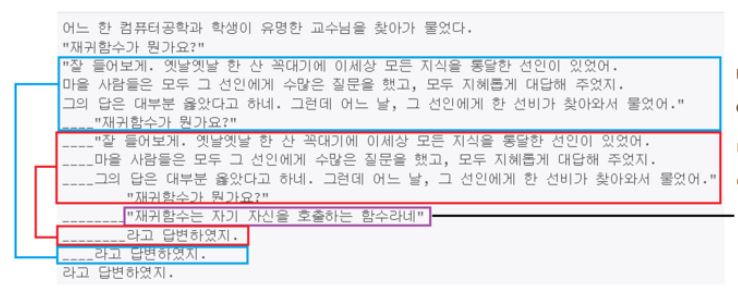 어느 한 컴퓨터공학과 학생이 유명한 교수님을 찾아가 물었다.
"재귀함수가 뭔가요?"
"잘 들어보게. 옛날옛날 한 산 꼭대기에 이세상 모든 지식을 통달한 선인이 있었어.
마을 사람들은 모두 그 선인에게 수많은 질문을 했고, 모두 지혜롭게 대답해 주었지.
그의 답은 대부분 옳았다고 하네. 그런데 어느 날, 그 선인에게 한 선비가 찾아와서 물었어."
____"재귀함수가 뭔가요?"
____"잘 들어보게. 옛날옛날 한 산 꼭대기에 이세상 모든 지식을 통달한 선인이 있었어.
____마을 사람들은 모두 그 선인에게 수많은 질문을 했고, 모두 지혜롭게 대답해 주었지.
____그의 답은 대부분 옳았다고 하네. 그런데 어느 날, 그 선인에게 한 선비가 찾아와서 물었어."
"재귀함수가 뭔가요?"
________"재귀함수는 자기 자신을 호출하는 함수라네"
________라고 답변하였지.
____라고 답변하였지.
라고 답변하였지.